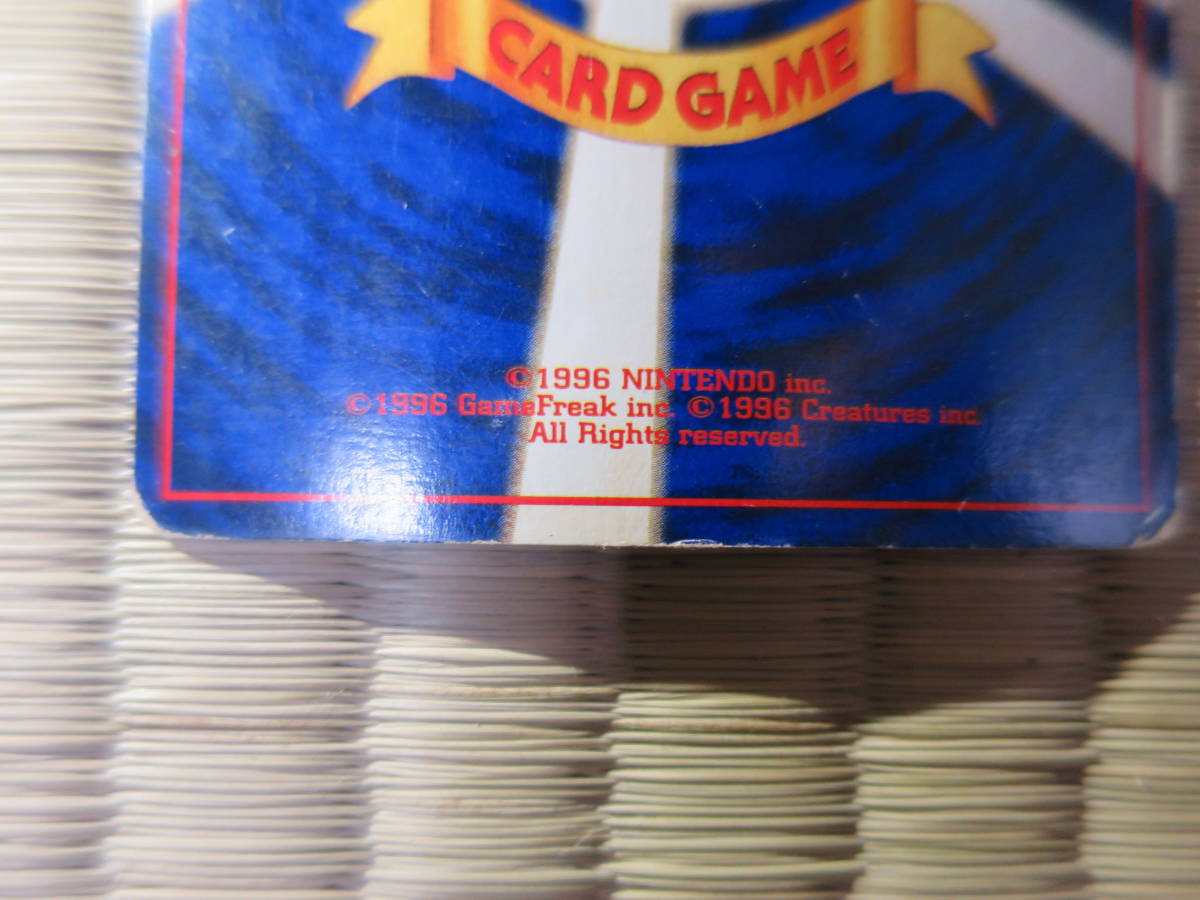 CARD GAME
©1996 NINTENDO inc.
©1996 GameFreak inc. ©1996 Creatures inc.
All Rights reserved.